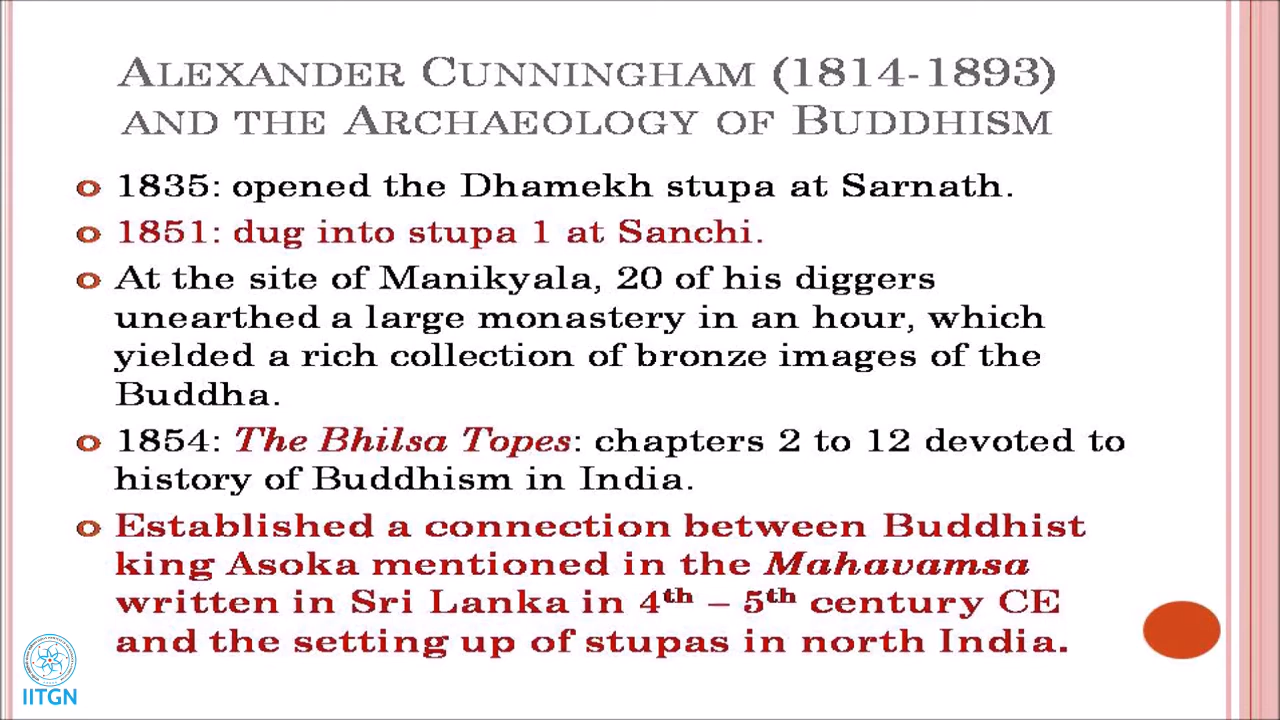 ALEXANDER CUNNINGHAM (1814-1893)
AND THE ARCHAEOLOGY OF BUDDHISM
1835: opened the Dhamekh stupa at Sarnath.
1851: dug into stupa 1 at Sanchi.
At the site of Manikyala, 20 of his diggers
unearthed a large monastery in an hour, which
yielded a rich collection of bronze images of the
Buddha.
1854: The Bhilsa Topes: chapters 2 to 12 devoted to
history of Buddhism in India.
Established a connection between Buddhist
king Asoka mentioned in the Mahavamsa
written in Sri Lanka in 4th – 5th century CE
and the setting up of stupas in north India.
IITGN